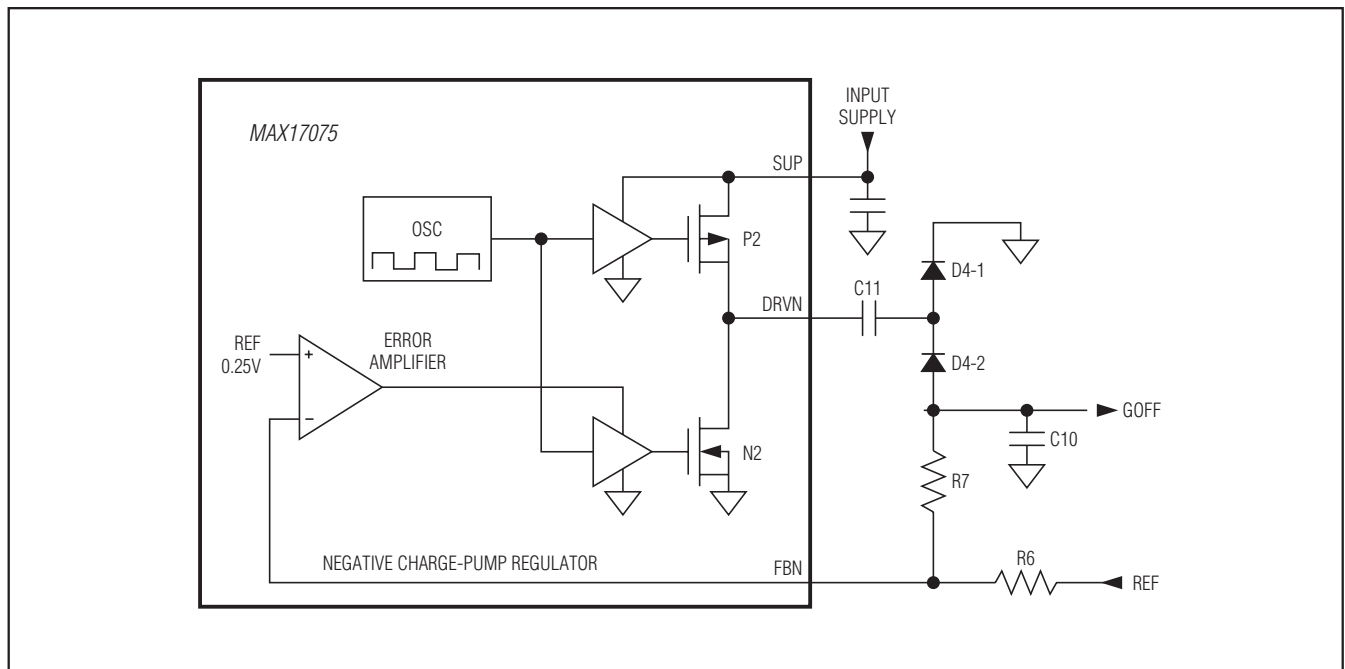 MAX17075
INPUT
SUPPLY
SUP
OSC
P2
D4-1
C11
DRVN
REF
0.25V
ERROR
AMPLIFIER
+
−
D4-2
GOFF
C10
N2
R7
NEGATIVE CHARGE-PUMP REGULATOR
FBN
R6
REF